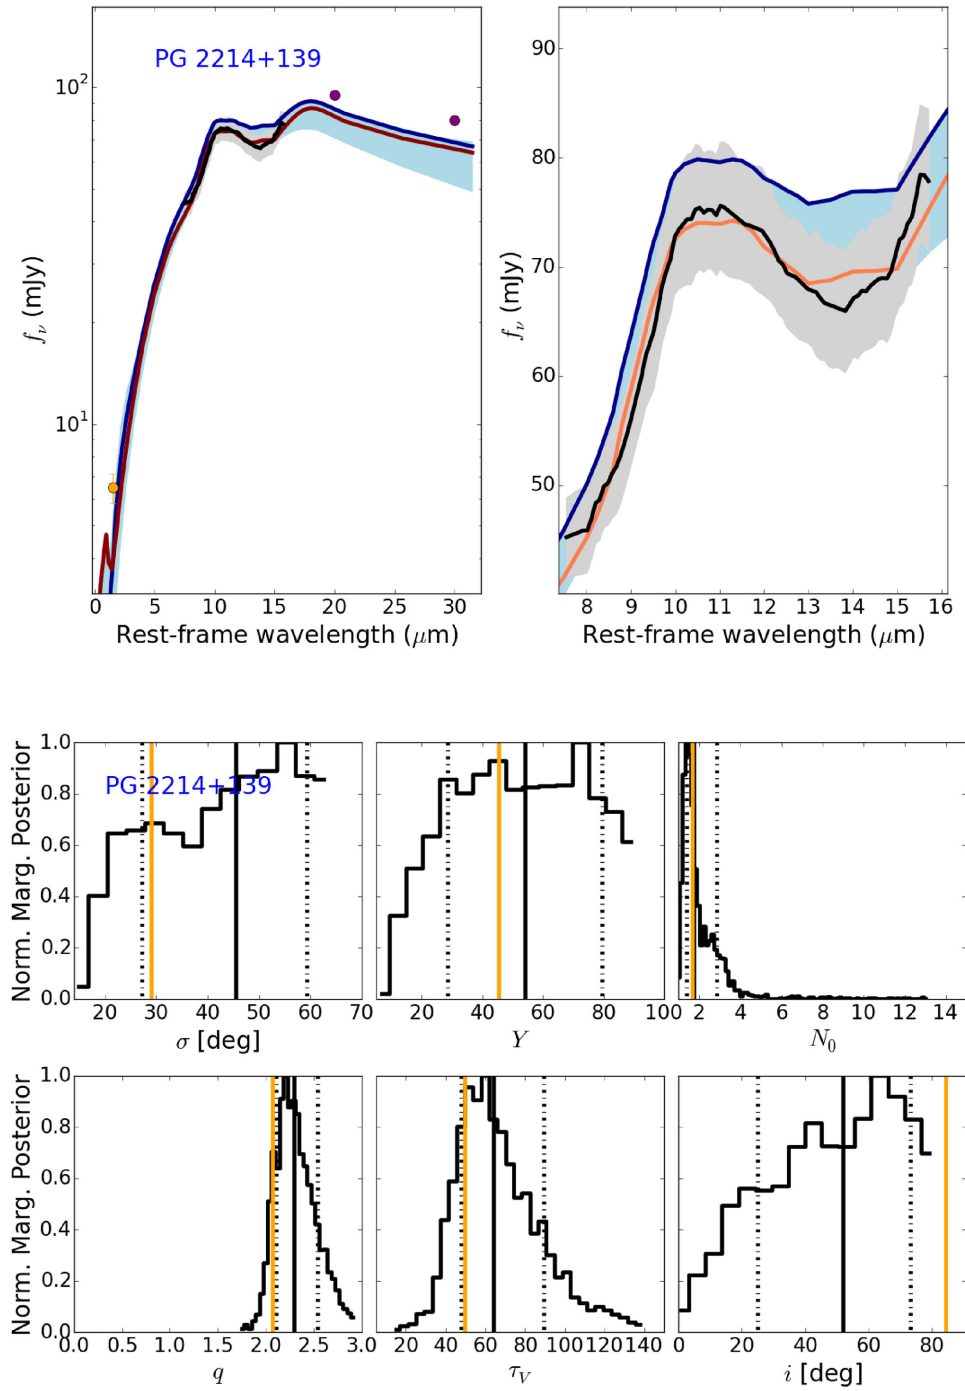 PG 2214+139
10²
10¹
f_ν (mJy)
0 5 10 15 20 25 30
Rest-frame wavelength (μm)
90
80
70
60
50
f_ν (mJy)
8 9 10 11 12 13 14 15 16
Rest-frame wavelength (μm)
Norm. Marg. Posterior
1.0
0.8
0.6
0.4
0.2
0.0
PG 2214+139
20 30 40 50 60 70
σ [deg]
0 20 40 60 80 100
Y
0 2 4 6 8 10 12 14
N₀
Norm. Marg. Posterior
1.0
0.8
0.6
0.4
0.2
0.0
0.0 0.5 1.0 1.5 2.0 2.5 3.0
q
0 20 40 60 80 100 120 140
τ_V
0 20 40 60 80
i [deg]